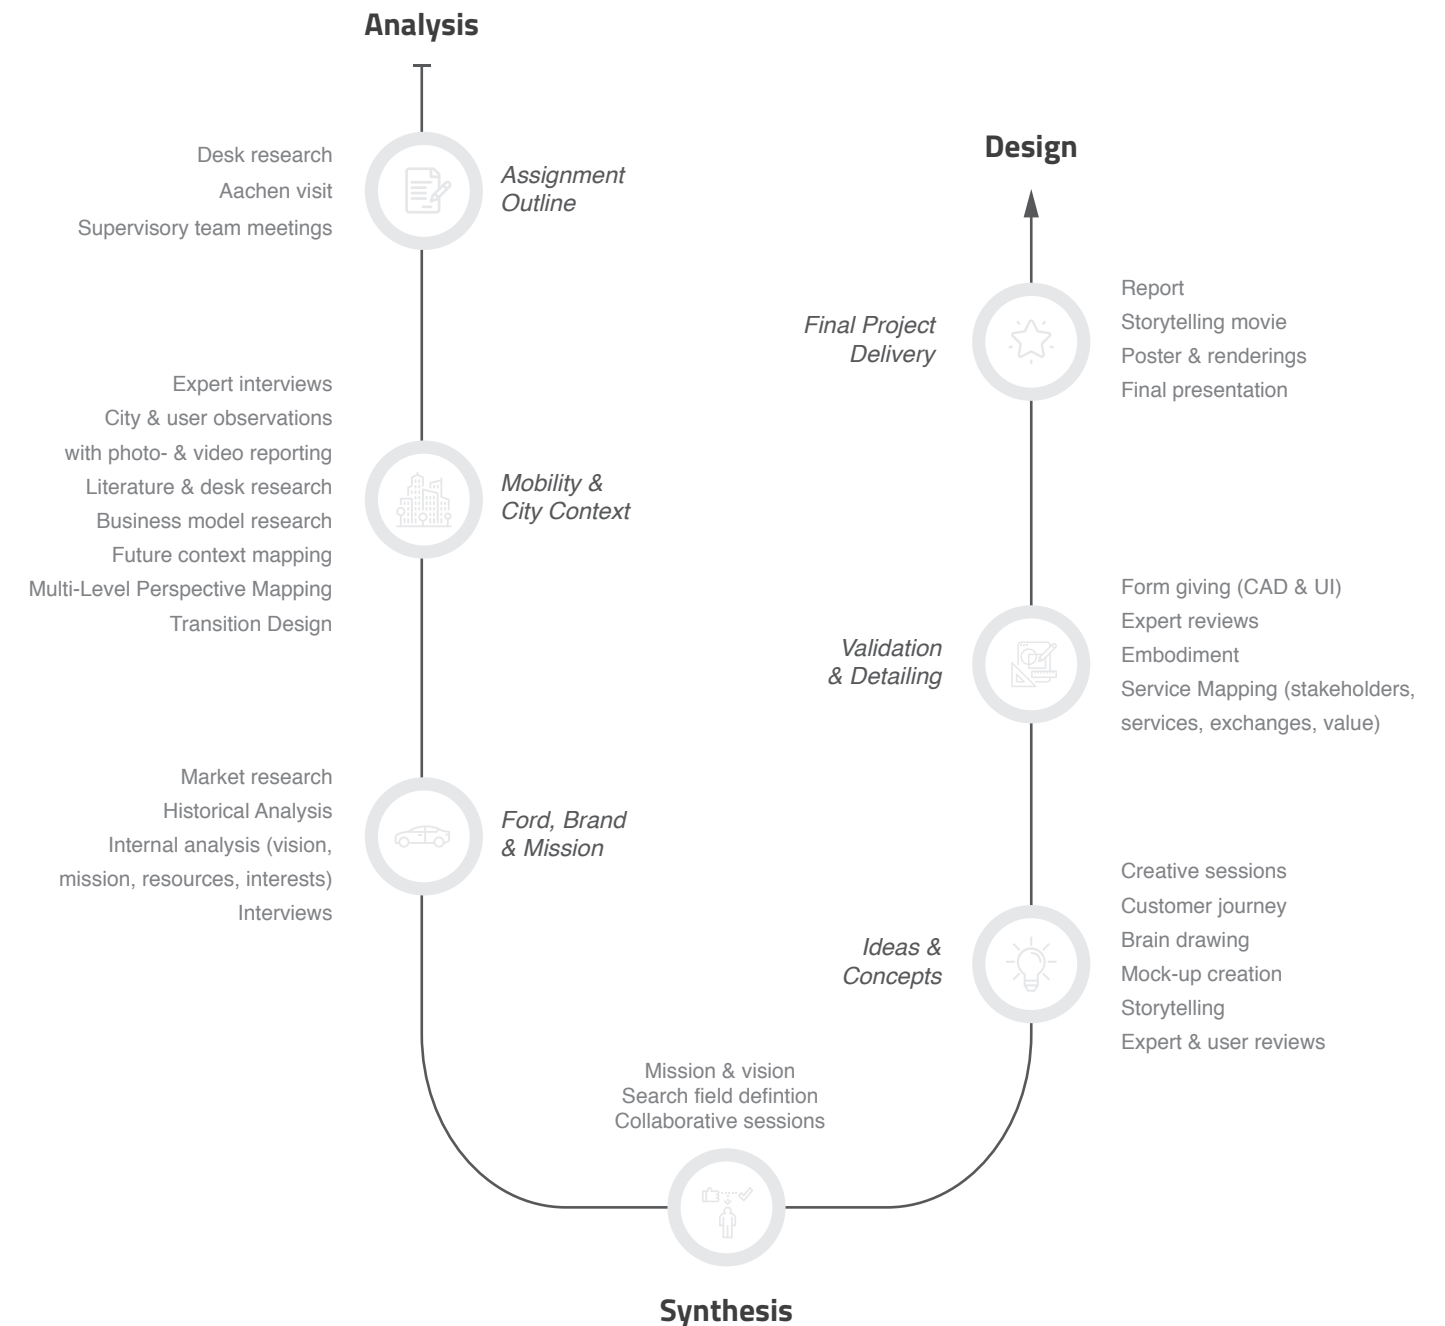 Analysis
Desk research
Aachen visit
Supervisory team meetings
Assignment
Outline
Expert interviews
City & user observations
with photo- & video reporting
Literature & desk research
Business model research
Future context mapping
Multi-Level Perspective Mapping
Transition Design
Mobility &
City Context
Market research
Historical Analysis
Internal analysis (vision,
mission, resources, interests)
Interviews
Ford, Brand
& Mission
Mission & vision
Search field defintion
Collaborative sessions
Synthesis
Design
Final Project
Delivery
Report
Storytelling movie
Poster & renderings
Final presentation
Validation
& Detailing
Form giving (CAD & UI)
Expert reviews
Embodiment
Service Mapping (stakeholders,
services, exchanges, value)
Ideas &
Concepts
Creative sessions
Customer journey
Brain drawing
Mock-up creation
Storytelling
Expert & user reviews